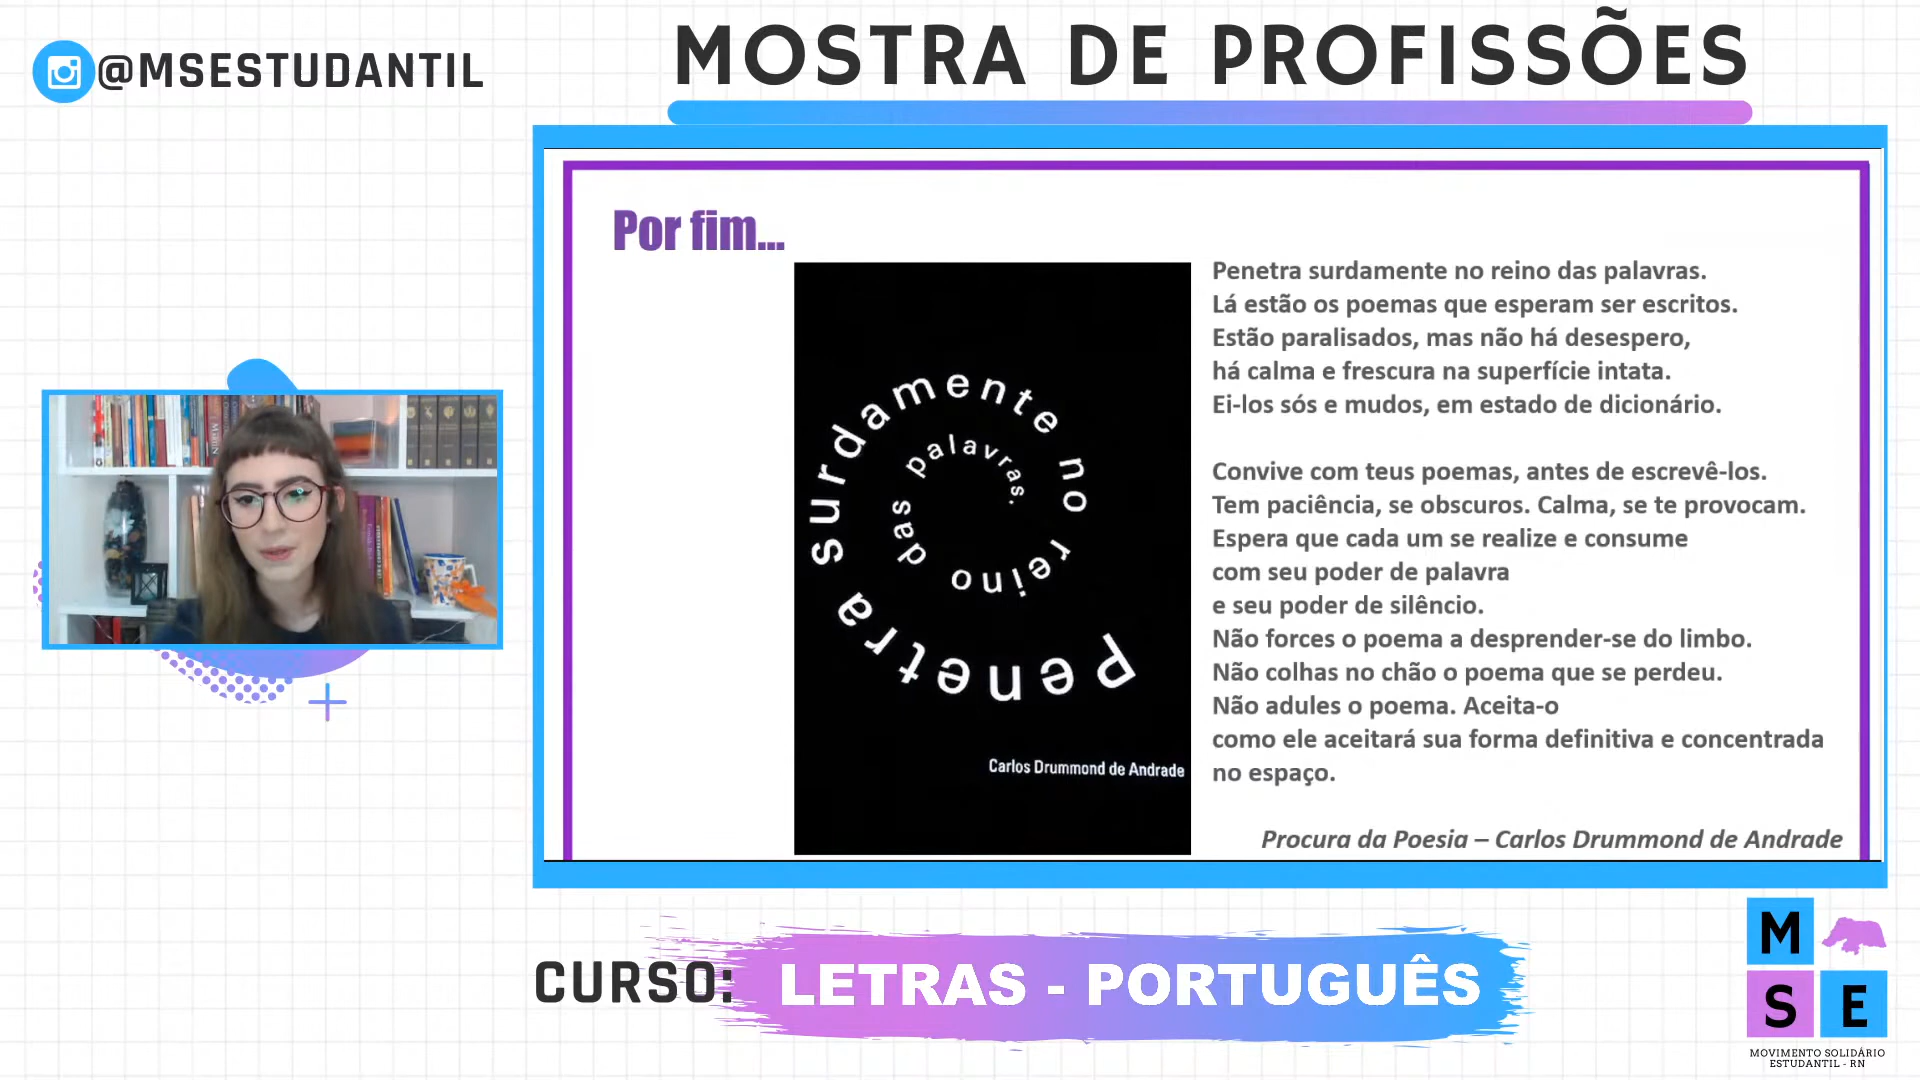 @MSESTUDANTIL
MOSTRA DE PROFISSÕES
Por fim...
Penetra surdamente no reino das palavras.
Carlos Drummond de Andrade
Penetra surdamente no reino das palavras.
Lá estão os poemas que esperam ser escritos.
Estão paralisados, mas não há desespero,
há calma e frescura na superfície intata.
Ei-los sós e mudos, em estado de dicionário.
Convive com teus poemas, antes de escrevê-los.
Tem paciência, se obscuros. Calma, se te provocam.
Espera que cada um se realize e consume
com seu poder de palavra
e seu poder de silêncio.
Não forces o poema a desprender-se do limbo.
Não colhas no chão o poema que se perdeu.
Não adules o poema. Aceita-o
como ele aceitará sua forma definitiva e concentrada
no espaço.
Procura da Poesia – Carlos Drummond de Andrade
CURSO: LETRAS - PORTUGUÊS
M
S E
MOVIMENTO SOLIDÁRIO
ESTUDANTIL - RN